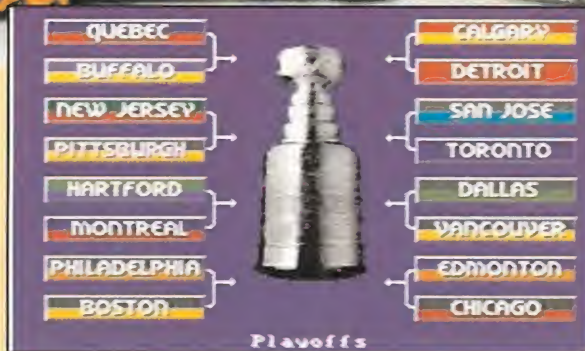 QUEBEC
BUFFALO
NEW JERSEY
PITTSBURGH
HARTFORD
MONTREAL
PHILADELPHIA
BOSTON
CALGARY
DETROIT
SAN JOSE
TORONTO
DALLAS
VANCOUVER
EDMONTON
CHICAGO
Playoffs